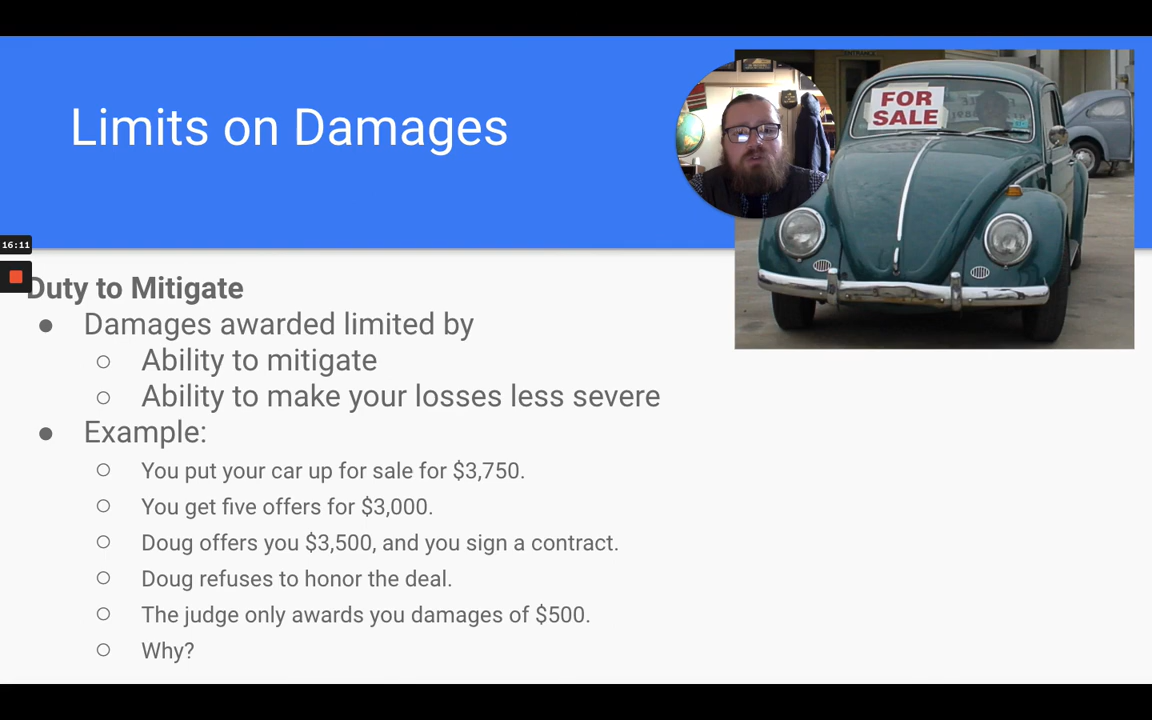 Limits on Damages
FOR
SALE
16:11
Duty to Mitigate
● Damages awarded limited by
○ Ability to mitigate
○ Ability to make your losses less severe
● Example:
○ You put your car up for sale for $3,750.
○ You get five offers for $3,000.
○ Doug offers you $3,500, and you sign a contract.
○ Doug refuses to honor the deal.
○ The judge only awards you damages of $500.
○ Why?